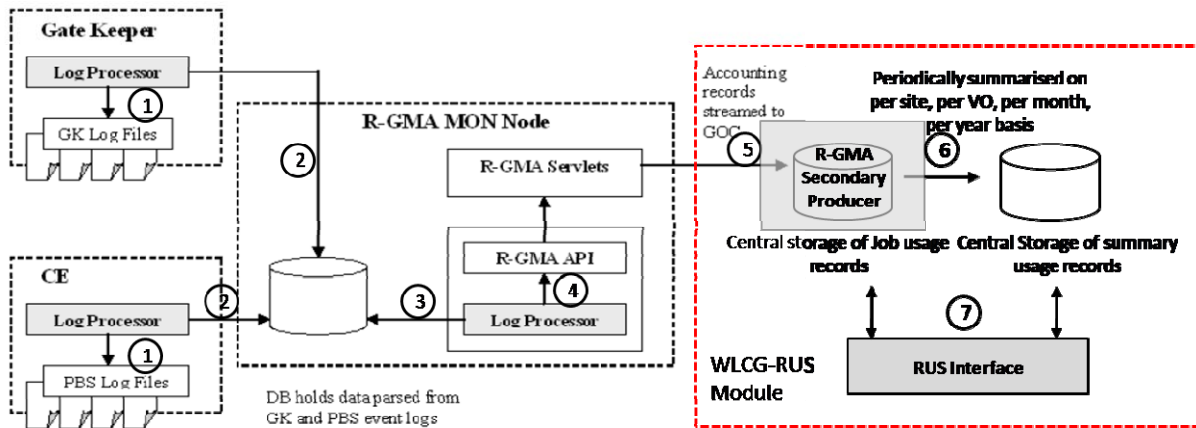 Gate Keeper
Log Processor
1
GK Log Files
2
R-GMA MON Node
R-GMA Servlets
R-GMA API
4
3
Log Processor
CE
Log Processor
2
1
PBS Log Files
DB holds data parsed from
GK and PBS event logs
Accounting
records
streamed to
GOC
5
R-GMA
Secondary
Producer
6
Periodically summarised on
per site, per VO, per month,
per year basis
Central storage of Job usage
records
Central Storage of summary
usage records
7
WLCG-RUS
Module
RUS Interface